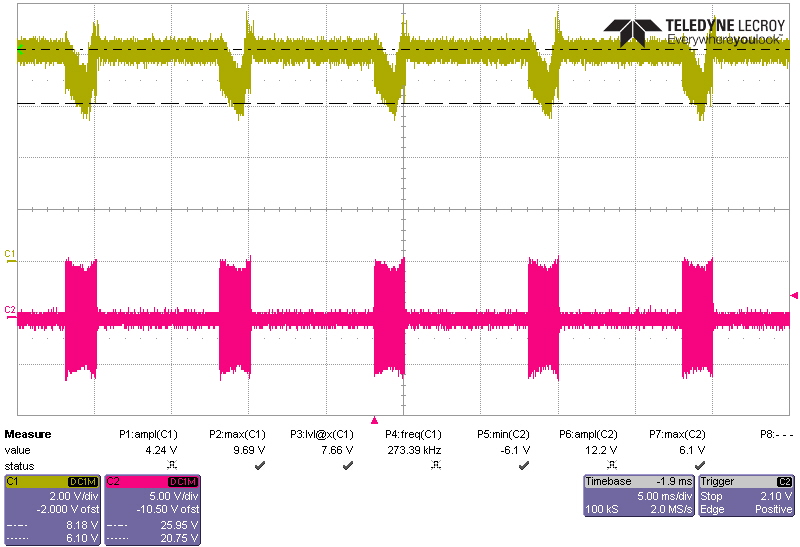 TELEDYNE LECROY
Everywhereyoulook™
C1
C2
Measure P1:ampl(C1) P2:max(C1) P3:lvl@x(C1) P4:freq(C1) P5:min(C2) P6:ampl(C2) P7:max(C2) P8:- - -
value 4.24 V 9.69 V 7.66 V 273.39 kHz -6.1 V 12.2 V 6.1 V
status
C1 DC1M
2.00 V/div
-2.000 V ofst
8.18 V
6.10 V
C2 DC1M
5.00 V/div
-10.50 V ofst
25.95 V
20.75 V
Timebase -1.9 ms
5.00 ms/div
100 kS 2.0 MS/s
Trigger C2
Stop 2.10 V
Edge Positive